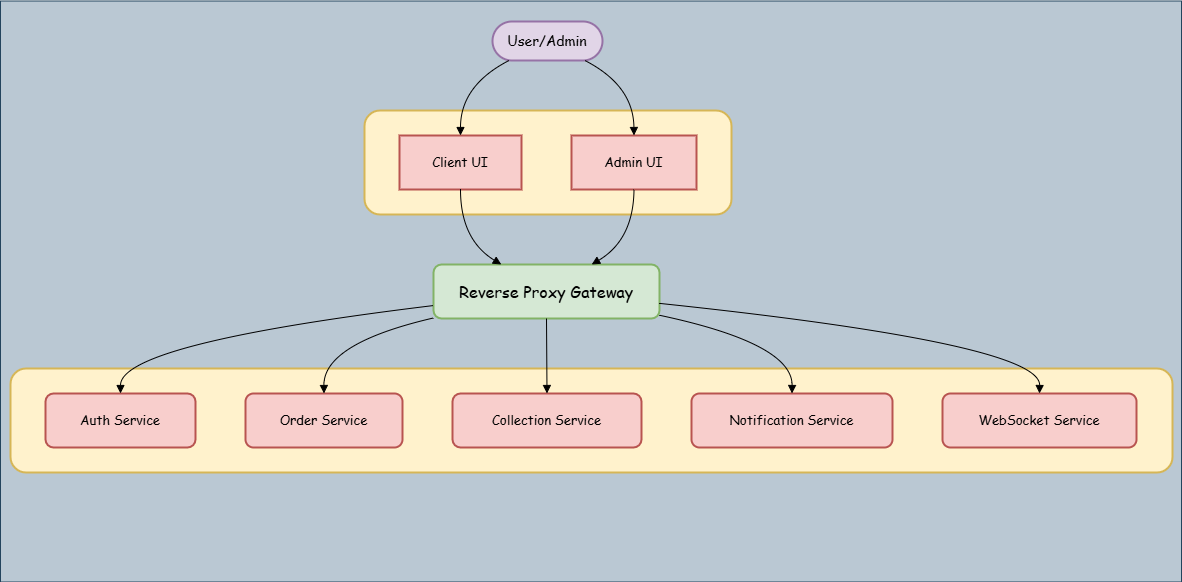 User/Admin
Client UI
Admin UI
Reverse Proxy Gateway
Auth Service
Order Service
Collection Service
Notification Service
WebSocket Service